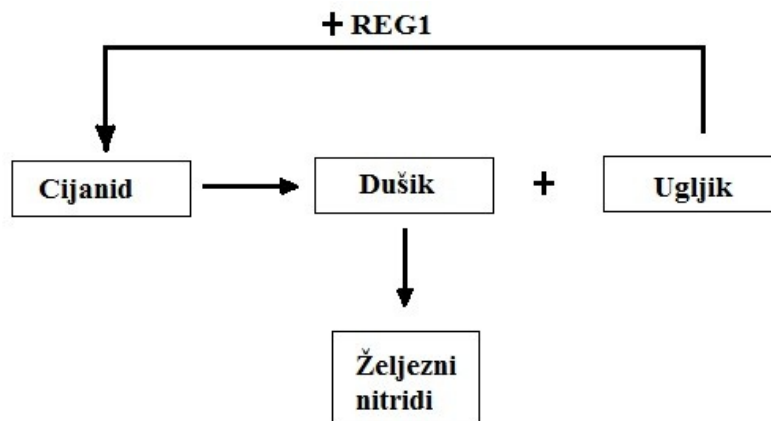 + REG1
Cijanid
Dušik
+
Ugljik
Željezni
nitridi